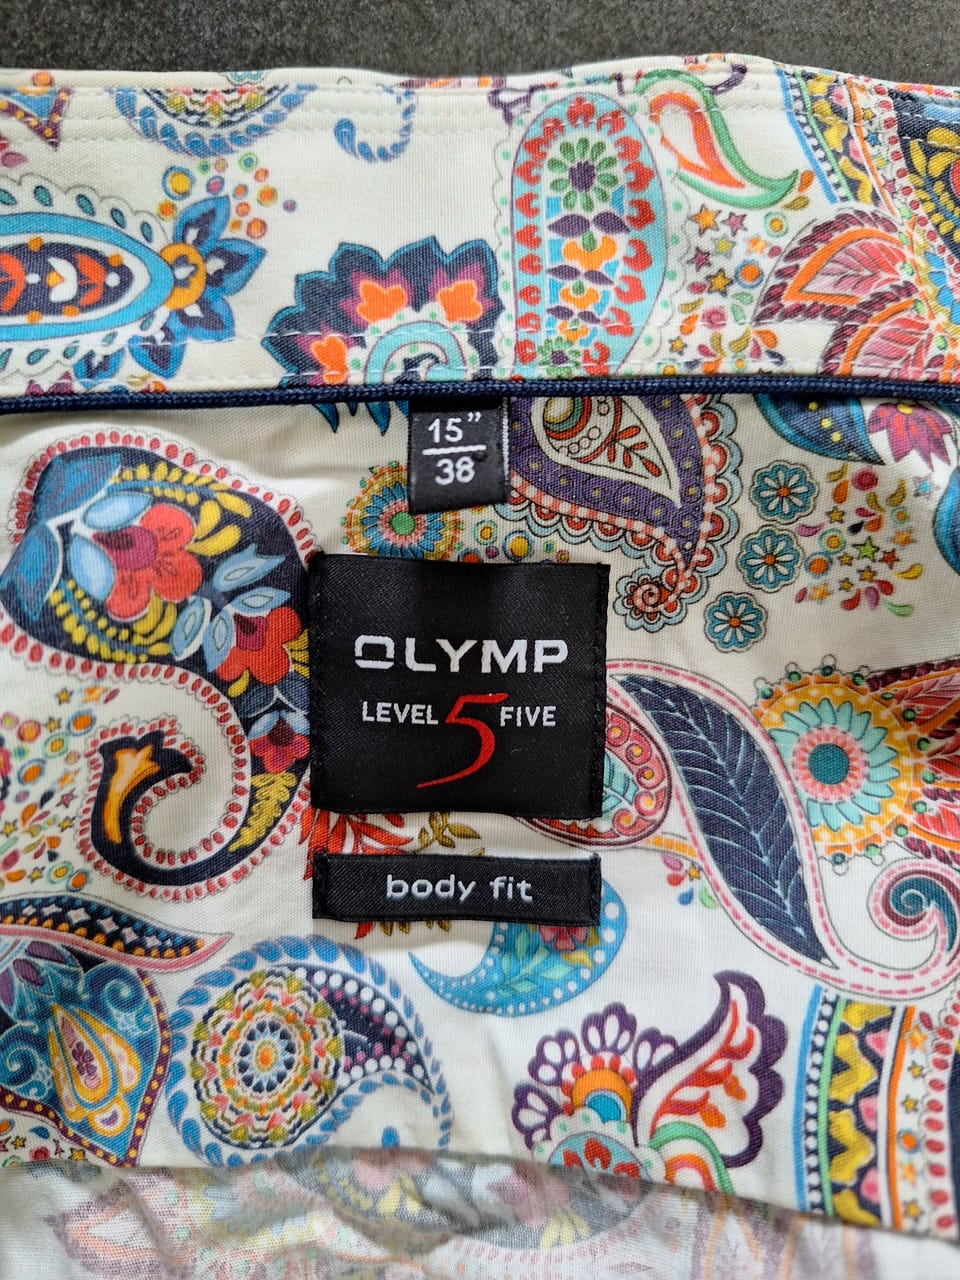 15”
38
OLYMP
LEVEL 5 FIVE
body fit